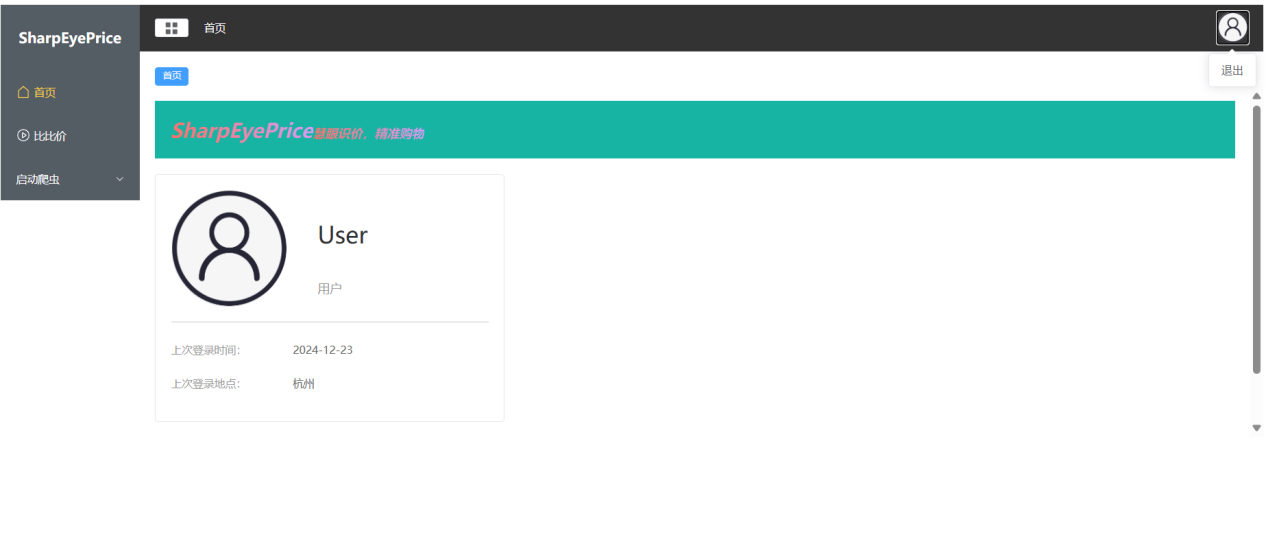 SharpEyePrice
首页
比比价
启动爬虫
首页
退出
首页
SharpEyePrice慧眼识价，精准购物
User
用户
上次登录时间： 2024-12-23
上次登录地点： 杭州